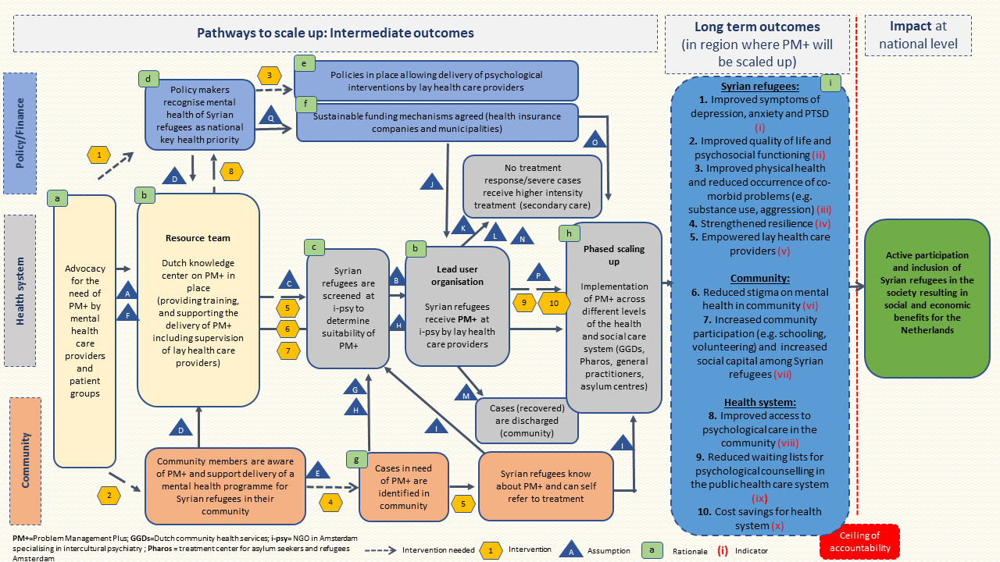 Pathways to scale up: Intermediate outcomes
Long term outcomes
(in region where PM+ will
be scaled up)
Impact at
national level
Policy/Finance
Health system
Community
d
Policy makers
recognise mental
health of Syrian
refugees as national
key health priority
3
Q
e
Policies in place allowing delivery of psychological
interventions by lay health care providers
f
Sustainable funding mechanisms agreed (health insurance
companies and municipalities)
O
J
1
D
8
No treatment
response/severe cases
receive higher intensity
treatment (secondary care)
K
L
N
a
Advocacy
for the
need of
PM+ by
mental
health
care
providers
and
patient
groups
A
F
b
Resource team
Dutch knowledge
center on PM+ in
place
(providing training,
and supporting the
delivery of PM+
including supervision
of lay health care
providers)
C
5
6
7
c
Syrian
refugees are
screened at
i-psy to
determine
suitability of
PM+
B
H
b
Lead user
organisation
Syrian refugees
receive PM+ at
i-psy by lay health
care providers
P
9
10
h
Phased scaling
up
Implementation
of PM+ across
different levels
of the health
and social care
system (GGDs,
Pharos, general
practitioners,
asylum centres)
M
Cases (recovered)
are discharged
(community)
G
H
I
I
D
2
Community members are aware
of PM+ and support delivery of a
mental health programme for
Syrian refugees in their
community
E
4
g
Cases in need
of PM+ are
identified in
community
5
Syrian refugees know
about PM+ and can self
refer to treatment
i
Syrian refugees:
1. Improved symptoms of
depression, anxiety and PTSD
(i)
2. Improved quality of life and
psychosocial functioning (ii)
3. Improved physical health
and reduced occurrence of co-
morbid problems (e.g.
substance use, aggression) (iii)
4. Strengthened resilience (iv)
5. Empowered lay health care
providers (v)
Community:
6. Reduced stigma on mental
health in community (vi)
7. Increased community
participation (e.g. schooling,
volunteering) and increased
social capital among Syrian
refugees (vii)
Health system:
8. Improved access to
psychological care in the
community (viii)
9. Reduced waiting lists for
psychological counselling in
the public health care system
(ix)
10. Cost savings for health
system (x)
Active participation
and inclusion of
Syrian refugees in the
society resulting in
social and economic
benefits for the
Netherlands
Ceiling of
accountability
PM+=Problem Management Plus; GGDs=Dutch community health services; i-psy= NGO in Amsterdam
specialising in intercultural psychiatry ; Pharos = treatment center for asylum seekers and refugees
Amsterdam
Intervention needed
1
Intervention
A
Assumption
a
Rationale
(i)
Indicator